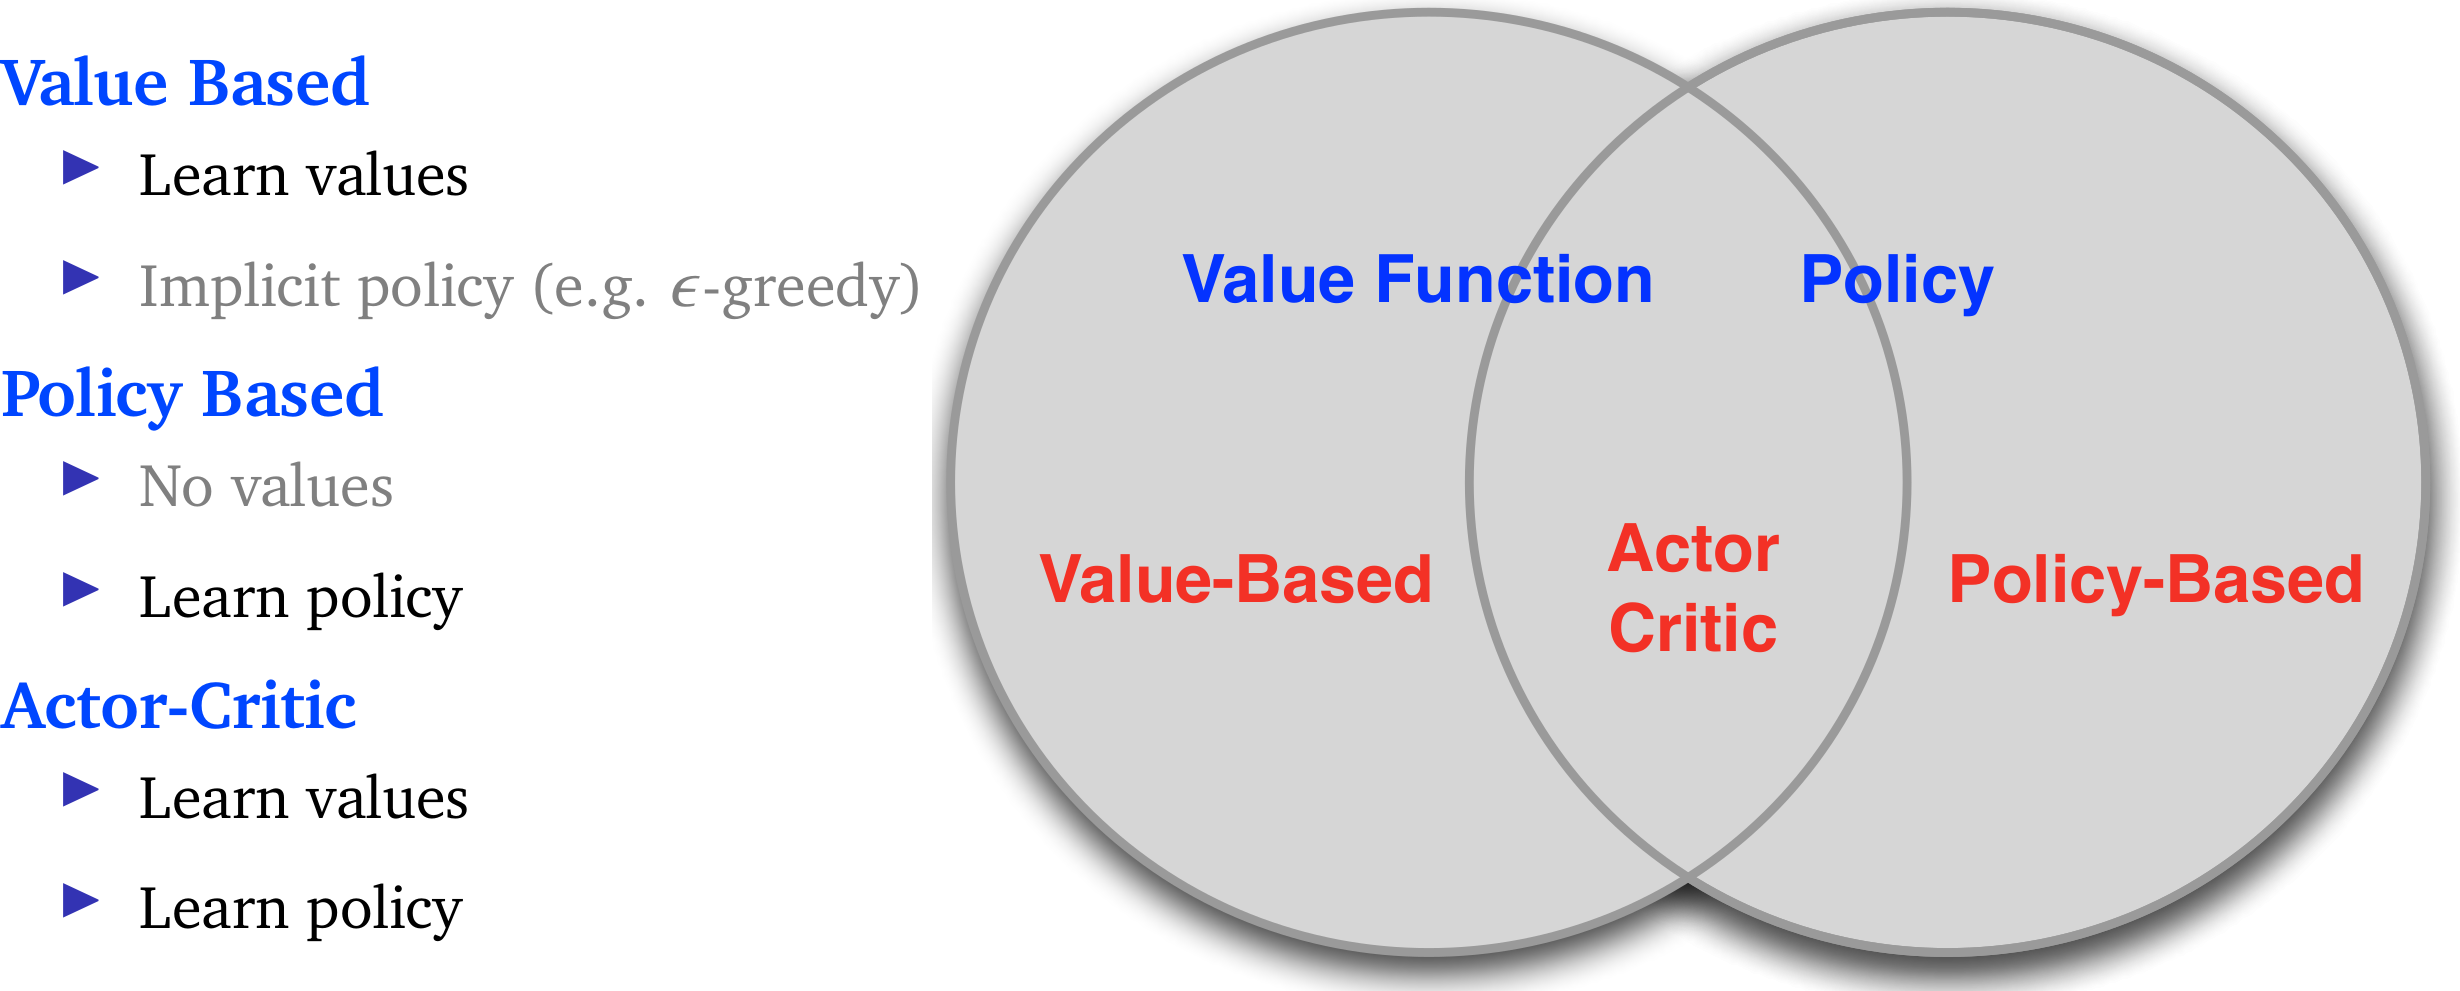 Value Based
Learn values
Implicit policy (e.g. ϵ-greedy)
Policy Based
No values
Learn policy
Actor-Critic
Learn values
Learn policy
Value Function
Policy
Value-Based
Actor
Critic
Policy-Based